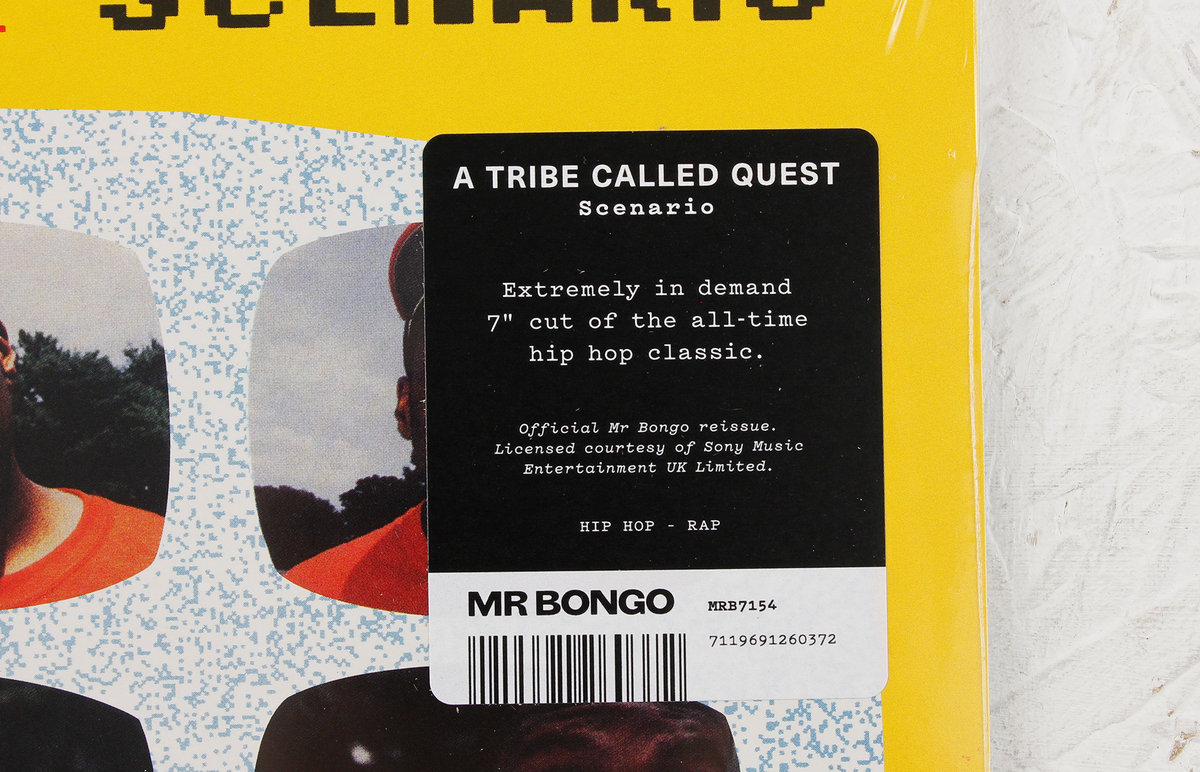 SCENARIO
A TRIBE CALLED QUEST
Scenario
Extremely in demand
7" cut of the all-time
hip hop classic.
Official Mr Bongo reissue.
Licensed courtesy of Sony Music
Entertainment UK Limited.
HIP HOP - RAP
MR BONGO
MRB7154
7119691260372